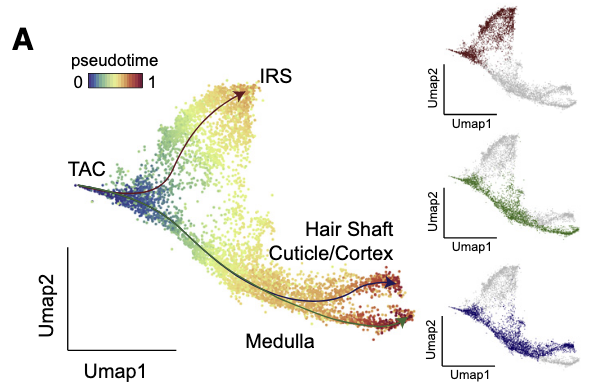 A
pseudotime
0 1
IRS
TAC
Hair Shaft
Cuticle/Cortex
Medulla
Umap2
Umap1
Umap2
Umap1
Umap2
Umap1
Umap2
Umap1